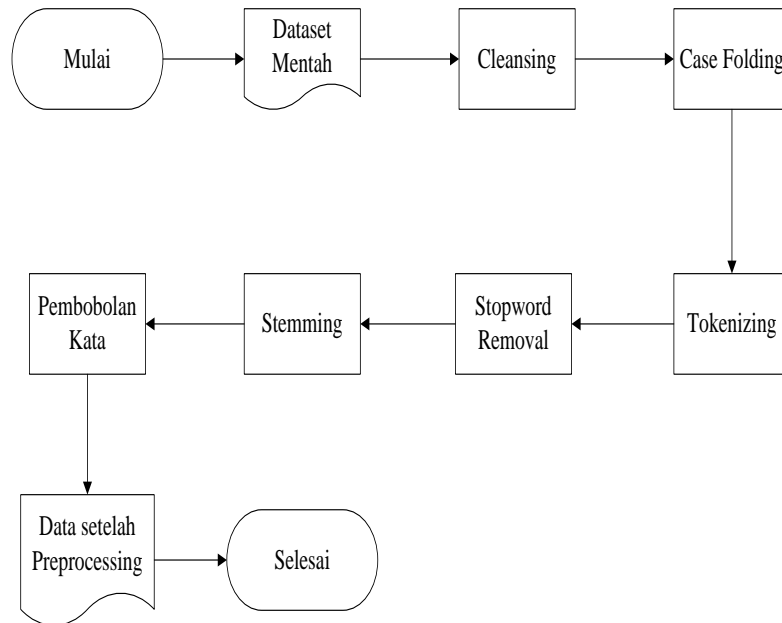 Mulai
Dataset
Mentah
Cleansing
Case Folding
Tokenizing
Stopword
Removal
Stemming
Pembobolan
Kata
Data setelah
Preprocessing
Selesai